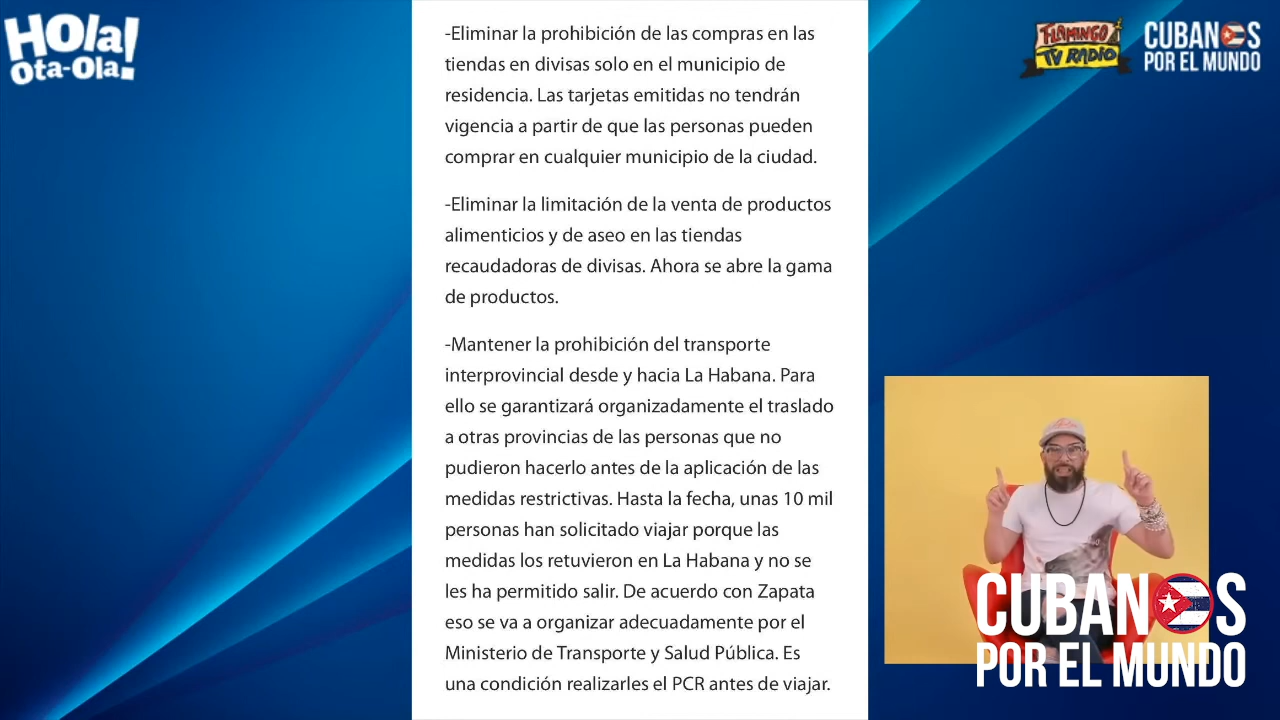 HOla!
Ota-Ola!
FLAMINGO
TV RADIO
CUBANOS
POR EL MUNDO
-Eliminar la prohibición de las compras en las
tiendas en divisas solo en el municipio de
residencia. Las tarjetas emitidas no tendrán
vigencia a partir de que las personas pueden
comprar en cualquier municipio de la ciudad.
-Eliminar la limitación de la venta de productos
alimenticios y de aseo en las tiendas
recaudadoras de divisas. Ahora se abre la gama
de productos.
-Mantener la prohibición del transporte
interprovincial desde y hacia La Habana. Para
ello se garantizará organizadamente el traslado
a otras provincias de las personas que no
pudieron hacerlo antes de la aplicación de las
medidas restrictivas. Hasta la fecha, unas 10 mil
personas han solicitado viajar porque las
medidas los retuvieron en La Habana y no se
les ha permitido salir. De acuerdo con Zapata
eso se va a organizar adecuadamente por el
Ministerio de Transporte y Salud Pública. Es
una condición realizarles el PCR antes de viajar.
CUBANOS
POR EL MUNDO